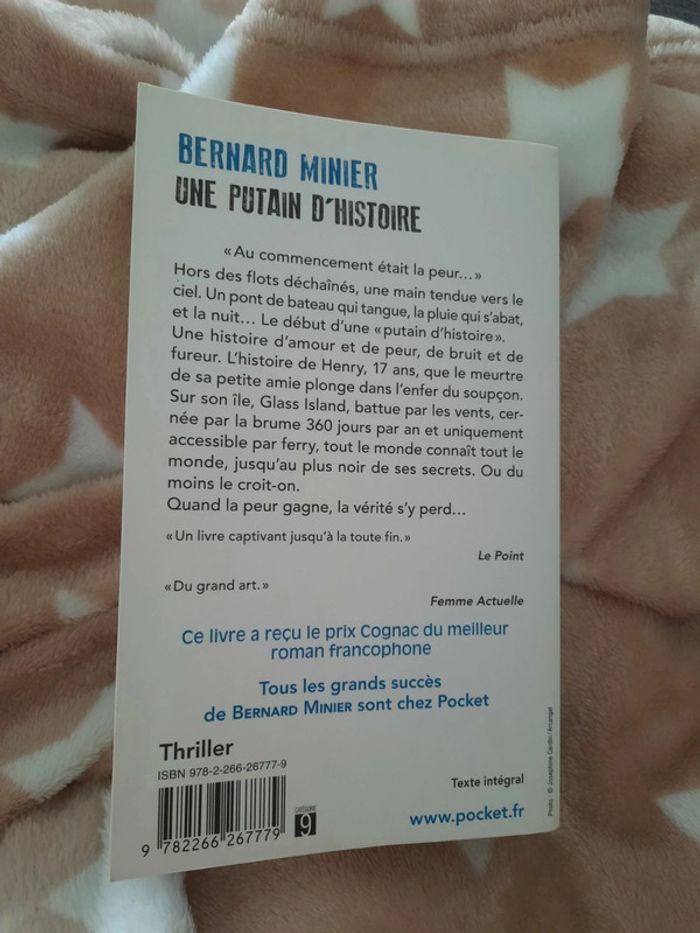 BERNARD MINIER
UNE PUTAIN D'HISTOIRE
« Au commencement était la peur... »
Hors des flots déchaînés, une main tendue vers le
ciel. Un pont de bateau qui tangue, la pluie qui s'abat,
et la nuit... Le début d'une « putain d'histoire ».
Une histoire d'amour et de peur, de bruit et de
fureur. L'histoire de Henry, 17 ans, que le meurtre
de sa petite amie plonge dans l'enfer du soupçon.
Sur son île, Glass Island, battue par les vents, cer-
née par la brume 360 jours par an et uniquement
accessible par ferry, tout le monde connaît tout le
monde, jusqu'au plus noir de ses secrets. Ou du
moins le croit-on.
Quand la peur gagne, la vérité s'y perd...
« Un livre captivant jusqu'à la toute fin. »
Le Point
« Du grand art. »
Femme Actuelle
Ce livre a reçu le prix Cognac du meilleur
roman francophone
Tous les grands succès
de BERNARD MINIER sont chez Pocket
Thriller
ISBN 978-2-266-26777-9
Texte intégral
CATÉGORIE
9
www.pocket.fr
9 782266 267779
Photo : © Josephine Cardin / Arcangel